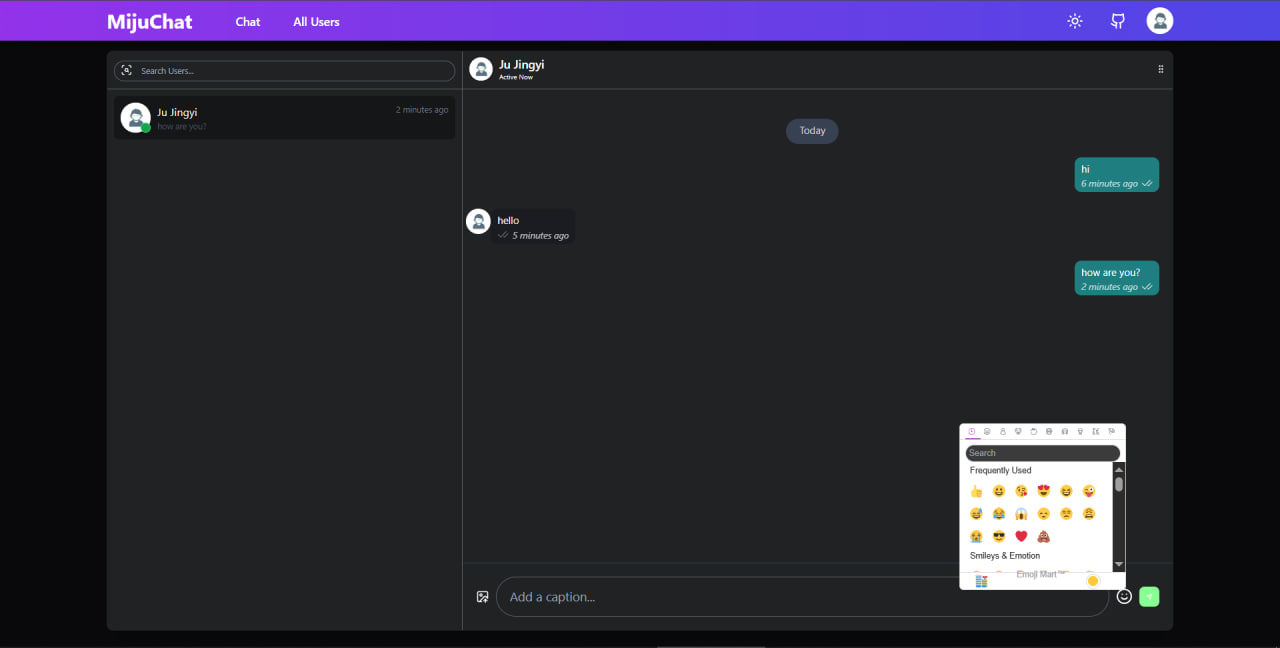 MijuChat
Chat
All Users
Search Users...
Ju Jingyi
2 minutes ago
how are you?
Ju Jingyi
Active Now
Today
hi
6 minutes ago
hello
5 minutes ago
how are you?
2 minutes ago
Search
Frequently Used
Smileys & Emotion
Emoji Mart™
Add a caption...